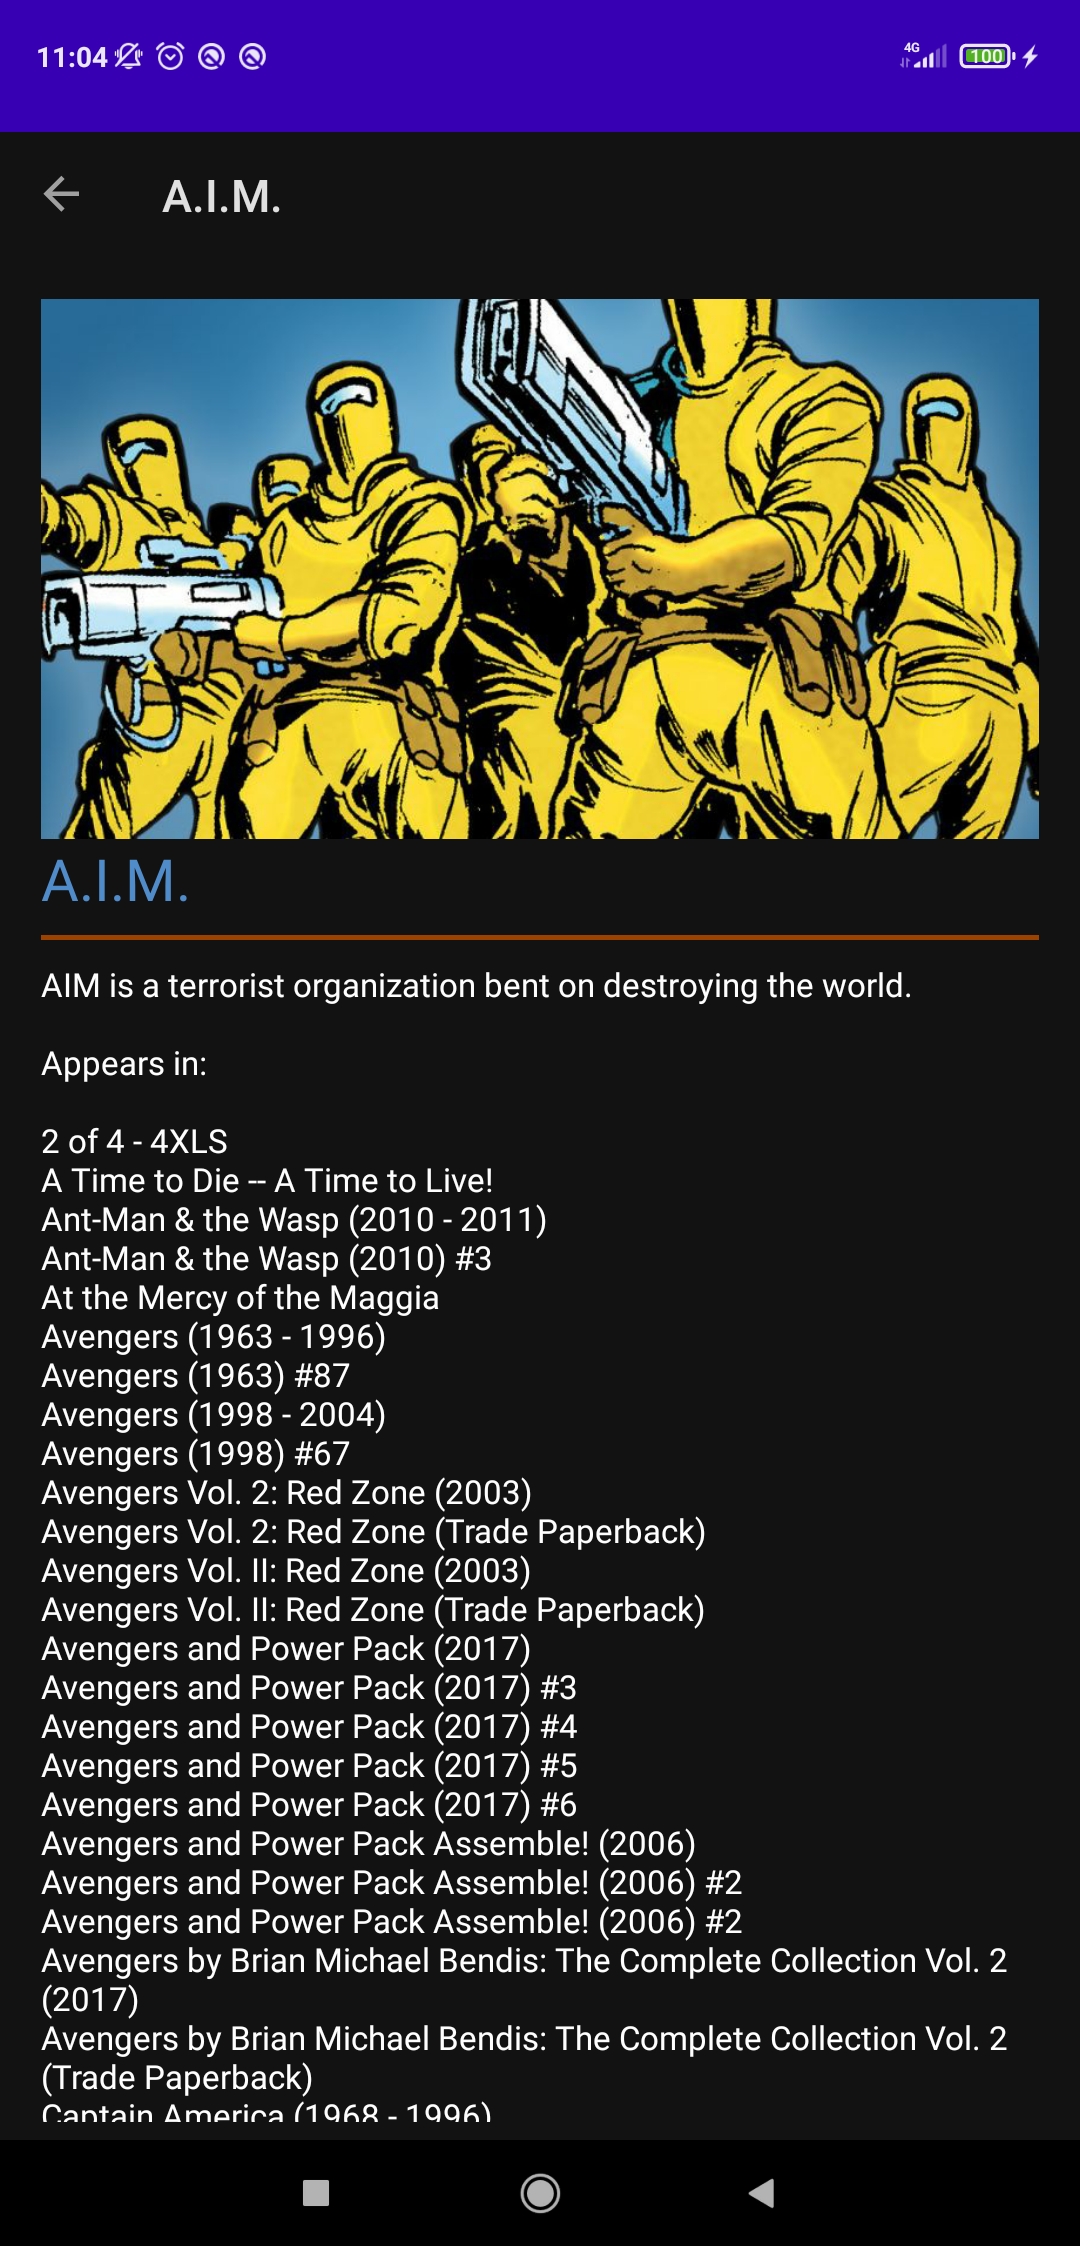 11:04
4G
100
A.I.M.
A.I.M.
AIM is a terrorist organization bent on destroying the world.
Appears in:
2 of 4 - 4XLS
A Time to Die -- A Time to Live!
Ant-Man & the Wasp (2010 - 2011)
Ant-Man & the Wasp (2010) #3
At the Mercy of the Maggia
Avengers (1963 - 1996)
Avengers (1963) #87
Avengers (1998 - 2004)
Avengers (1998) #67
Avengers Vol. 2: Red Zone (2003)
Avengers Vol. 2: Red Zone (Trade Paperback)
Avengers Vol. II: Red Zone (2003)
Avengers Vol. II: Red Zone (Trade Paperback)
Avengers and Power Pack (2017)
Avengers and Power Pack (2017) #3
Avengers and Power Pack (2017) #4
Avengers and Power Pack (2017) #5
Avengers and Power Pack (2017) #6
Avengers and Power Pack Assemble! (2006)
Avengers and Power Pack Assemble! (2006) #2
Avengers and Power Pack Assemble! (2006) #2
Avengers by Brian Michael Bendis: The Complete Collection Vol. 2
(2017)
Avengers by Brian Michael Bendis: The Complete Collection Vol. 2
(Trade Paperback)
Captain America (1968 - 1996)